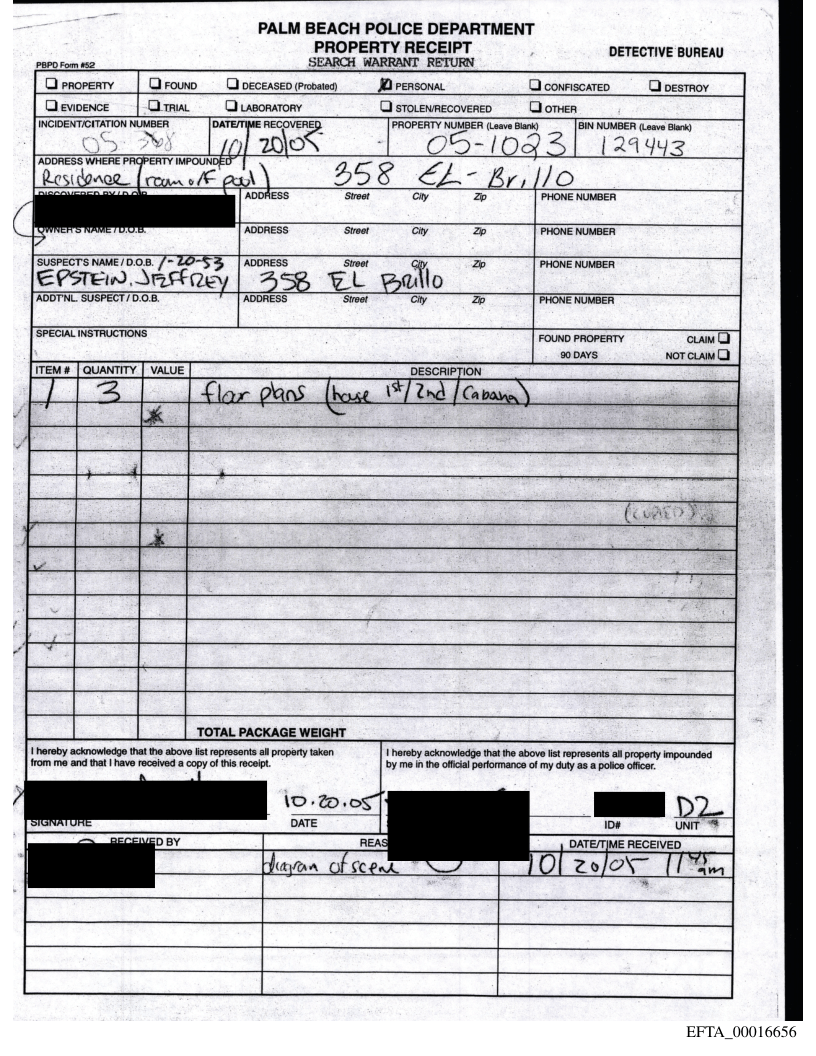 PALM BEACH POLICE DEPARTMENT
PROPERTY RECEIPT
SEARCH WARRANT RETURN
DETECTIVE BUREAU
PBPD Form #52
PROPERTY FOUND DECEASED (Probated) PERSONAL CONFISCATED DESTROY
EVIDENCE TRIAL LABORATORY STOLEN/RECOVERED OTHER
INCIDENT/CITATION NUMBER DATE/TIME RECOVERED PROPERTY NUMBER (Leave Blank) BIN NUMBER (Leave Blank)
05 368 10/20/05 05-1023 129443
ADDRESS WHERE PROPERTY IMPOUNDED
Residence (room off pool) 358 EL-Brillo
DISCOVERED BY/D.O.B. ADDRESS Street City Zip PHONE NUMBER
OWNER'S NAME/D.O.B. ADDRESS Street City Zip PHONE NUMBER
SUSPECT'S NAME/D.O.B. 1-20-53 ADDRESS Street City Zip PHONE NUMBER
EPSTEIN, JEFFREY 358 EL Brillo
ADDT'NL. SUSPECT/D.O.B. ADDRESS Street City Zip PHONE NUMBER
SPECIAL INSTRUCTIONS
FOUND PROPERTY CLAIM
90 DAYS NOT CLAIM
ITEM # QUANTITY VALUE DESCRIPTION
1 3 floor plans (house 1st/2nd/Cabana)
TOTAL PACKAGE WEIGHT
I hereby acknowledge that the above list represents all property taken
from me and that I have received a copy of this receipt.
I hereby acknowledge that the above list represents all property impounded
by me in the official performance of my duty as a police officer.
10.20.05 D2
SIGNATURE DATE ID# UNIT
RECEIVED BY REAS DATE/TIME RECEIVED
diagram of scene 10/20/05 11:45 am
EFTA_00016656